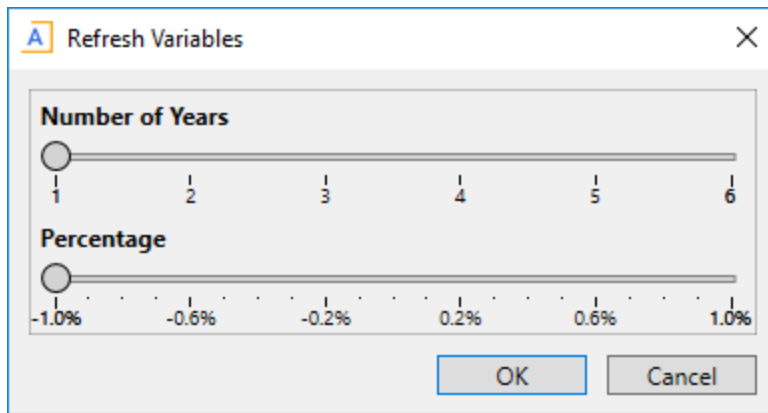 A Refresh Variables
Number of Years
1 2 3 4 5 6
Percentage
-1.0% -0.6% -0.2% 0.2% 0.6% 1.0%
OK Cancel